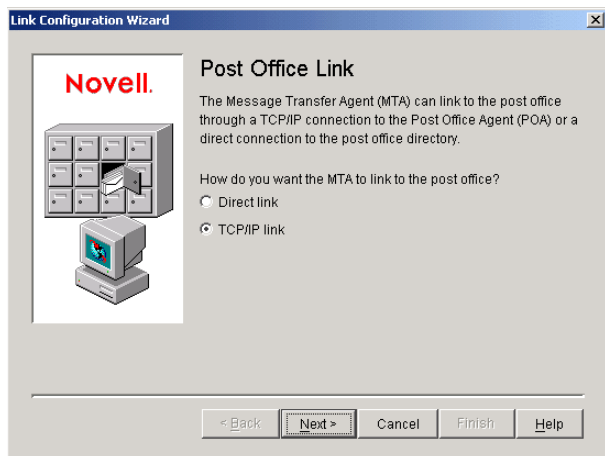 Link Configuration Wizard
Novell.
Post Office Link
The Message Transfer Agent (MTA) can link to the post office
through a TCP/IP connection to the Post Office Agent (POA) or a
direct connection to the post office directory.
How do you want the MTA to link to the post office?
Direct link
TCP/IP link
< Back
Next >
Cancel
Finish
Help